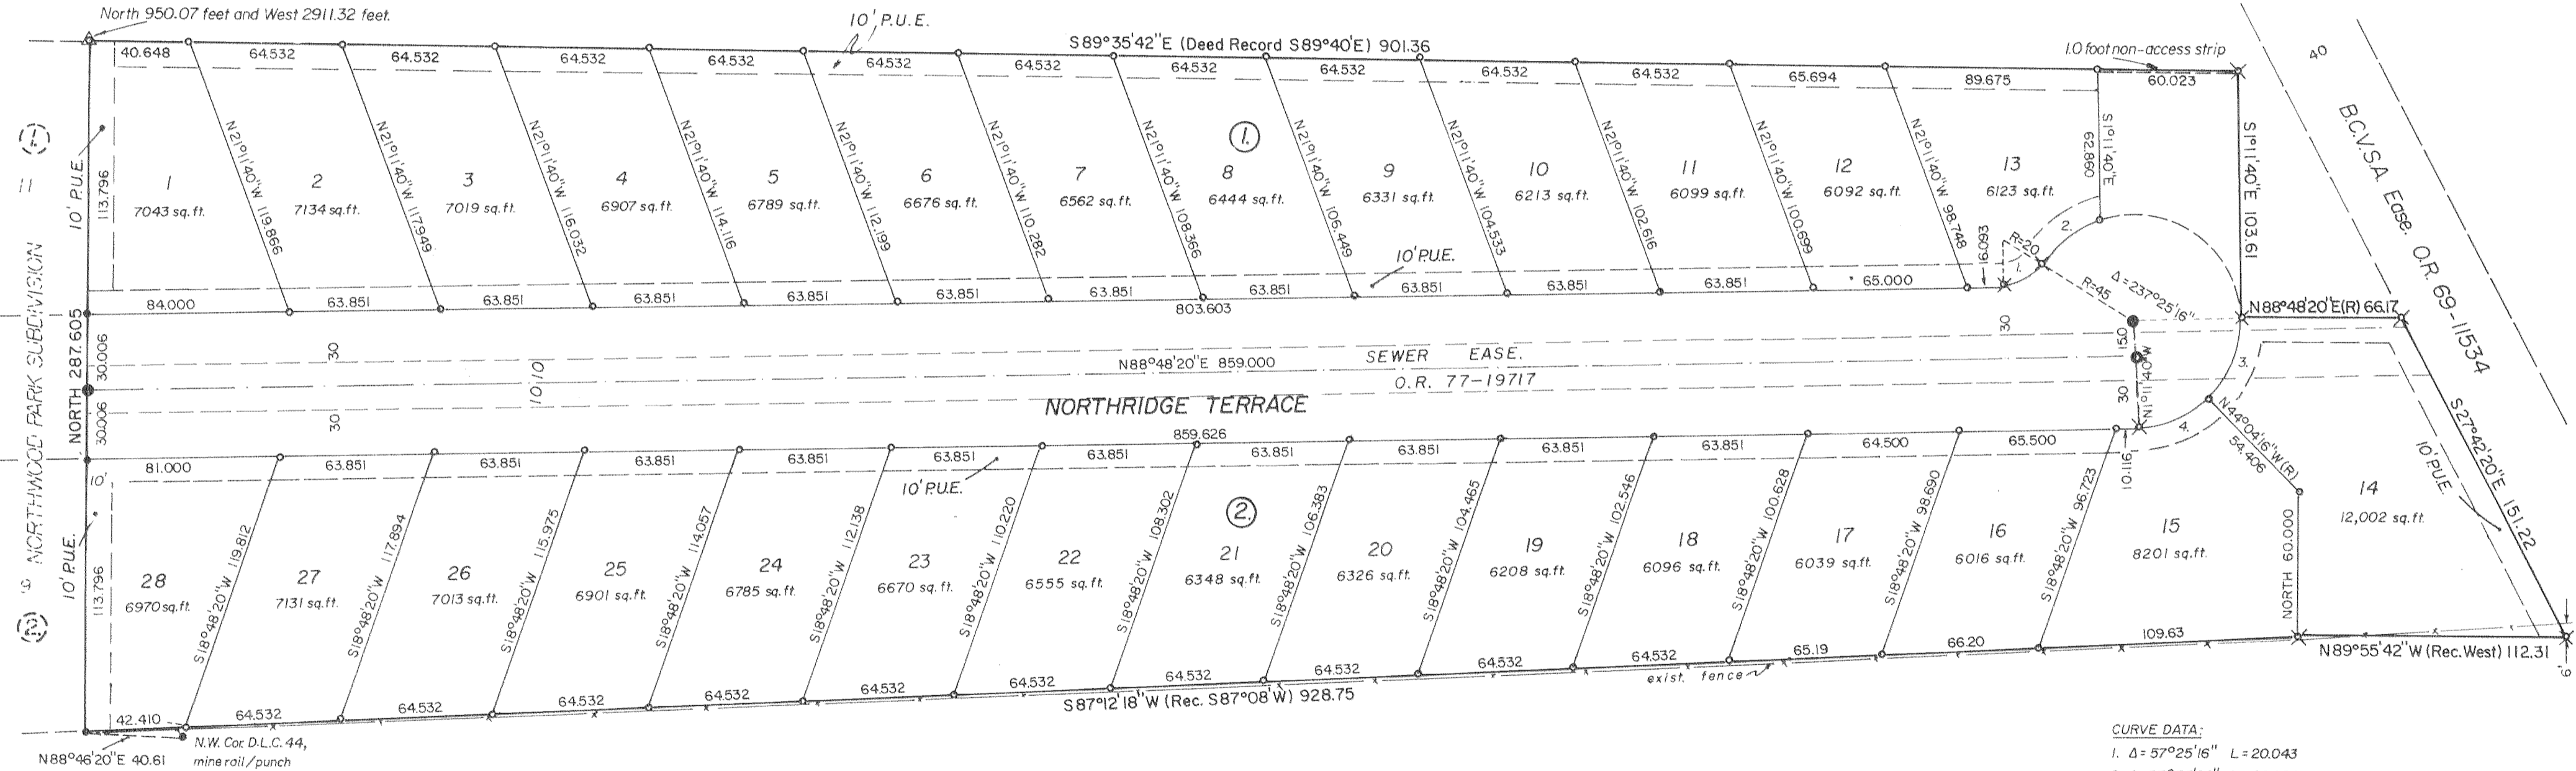 North 950.07 feet and West 2911.32 feet.
10' P.U.E.
S89°35'42"E (Deed Record S89°40'E) 901.36
1.0 foot non-access strip
40
40.648 64.532 64.532 64.532 64.532 64.532 64.532 64.532 64.532 64.532 64.532 65.694 89.675 60.023
B.C.V.S.A. Ease. O.R. 69-11534
1.
11
NORTHWOOD PARK SUBDIVISION
10' P.U.E.
113.796
N21°11'40"W 119.866
N21°11'40"W 117.949
N21°11'40"W 116.032
N21°11'40"W 114.116
N21°11'40"W 112.199
N21°11'40"W 110.282
N21°11'40"W 108.366
N21°11'40"W 106.449
N21°11'40"W 104.533
N21°11'40"W 102.616
N21°11'40"W 100.699
N21°11'40"W 98.748
S1°11'40"E 62.860
S1°11'40"E 103.61
1
7043 sq.ft.
2
7134 sq.ft.
3
7019 sq.ft.
4
6907 sq.ft.
5
6789 sq.ft.
6
6676 sq.ft.
7
6562 sq.ft.
8
6444 sq.ft.
9
6331 sq.ft.
10
6213 sq.ft.
11
6099 sq.ft.
12
6092 sq.ft.
13
6123 sq.ft.
10' P.U.E.
16.093
R=20
1.
2.
R=45
Δ=237°25'16"
84.000 63.851 63.851 63.851 63.851 63.851 63.851 63.851 63.851 63.851 63.851 65.000
803.603
N88°48'20"E(R) 66.17
NORTH 287.605
30.006
30.006
30
30
10 10
30
15.0
30
N1°11'40"W
N88°48'20"E 859.000
SEWER EASE.
O.R. 77-19717
NORTHRIDGE TERRACE
3.
4.
859.626
81.000 63.851 63.851 63.851 63.851 63.851 63.851 63.851 63.851 63.851 64.500 65.500
10.116
N44°04'16"W(R)
54.406
S27°42'20"E 151.22
10' P.U.E.
10'
10' P.U.E.
2.
10' P.U.E.
113.796
S18°48'20"W 119.812
S18°48'20"W 117.894
S18°48'20"W 115.975
S18°48'20"W 114.057
S18°48'20"W 112.138
S18°48'20"W 110.220
S18°48'20"W 108.302
S18°48'20"W 106.383
S18°48'20"W 104.465
S18°48'20"W 102.546
S18°48'20"W 100.628
S18°48'20"W 98.690
S18°48'20"W 96.723
28
6970 sq.ft.
27
7131 sq.ft.
26
7013 sq.ft.
25
6901 sq.ft.
24
6785 sq.ft.
23
6670 sq.ft.
22
6555 sq.ft.
21
6348 sq.ft.
20
6326 sq.ft.
19
6208 sq.ft.
18
6096 sq.ft.
17
6039 sq.ft.
16
6016 sq.ft.
15
8201 sq.ft.
14
12,002 sq.ft.
NORTH 60.000
2
42.410 64.532 64.532 64.532 64.532 64.532 64.532 64.532 64.532 64.532 64.532 65.19 66.20 109.63
exist. fence
S87°12'18"W (Rec. S87°08'W) 928.75
N89°55'42"W (Rec. West) 112.31
N88°46'20"E 40.61
N.W. Cor. D.L.C. 44,
mine rail/punch
CURVE DATA:
1. Δ=57°25'16" L=20.043